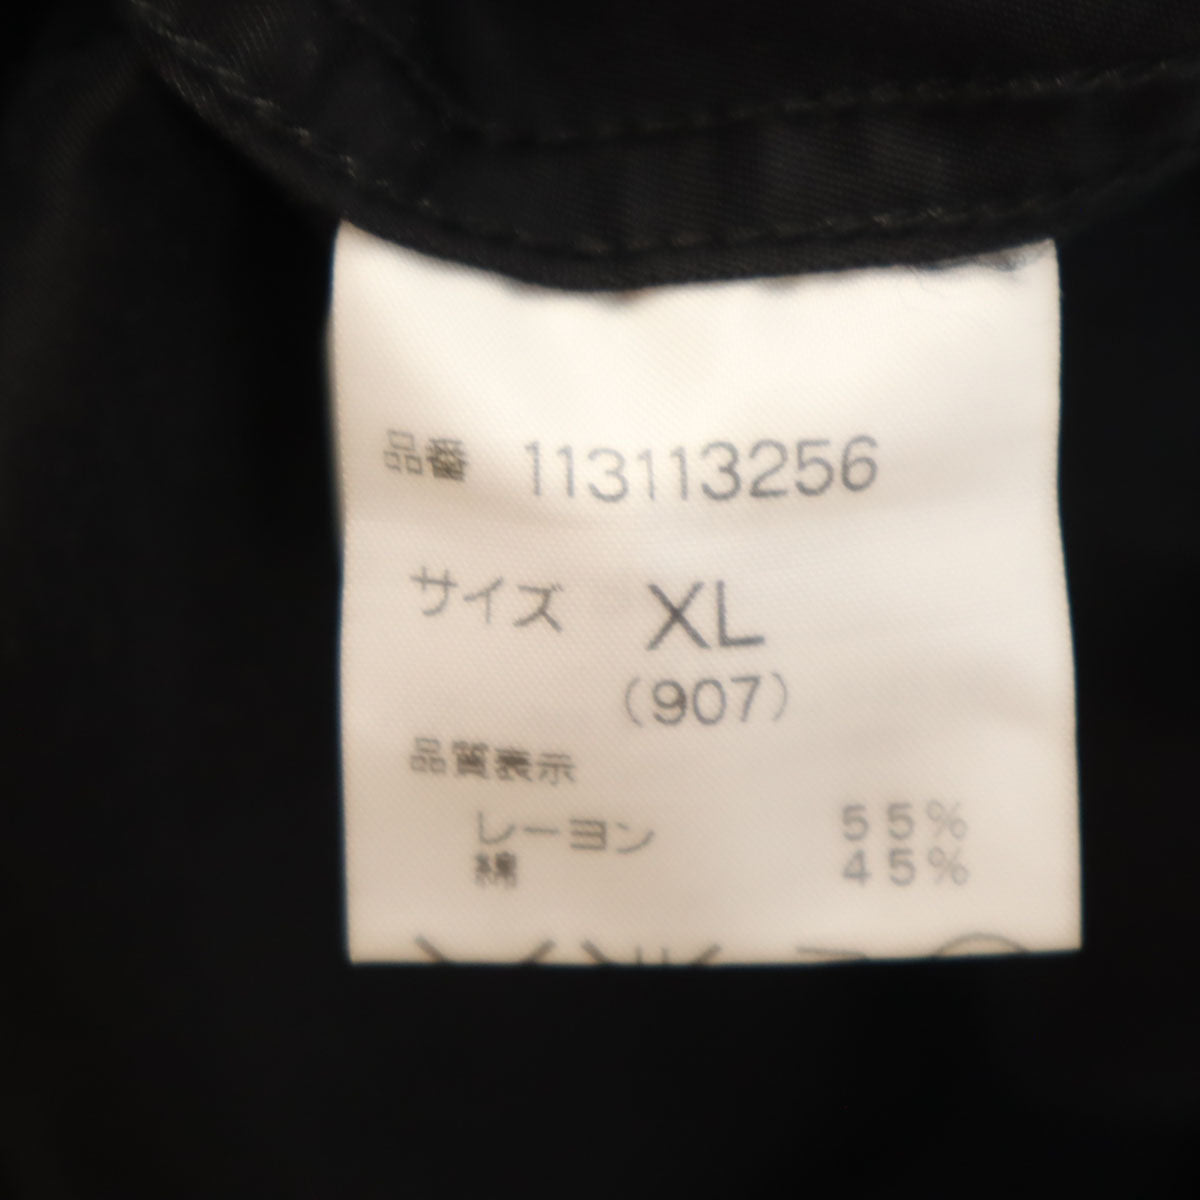 品番 113113256
サイズ XL
(907)
品質表示
レーヨン 55%
綿 45%